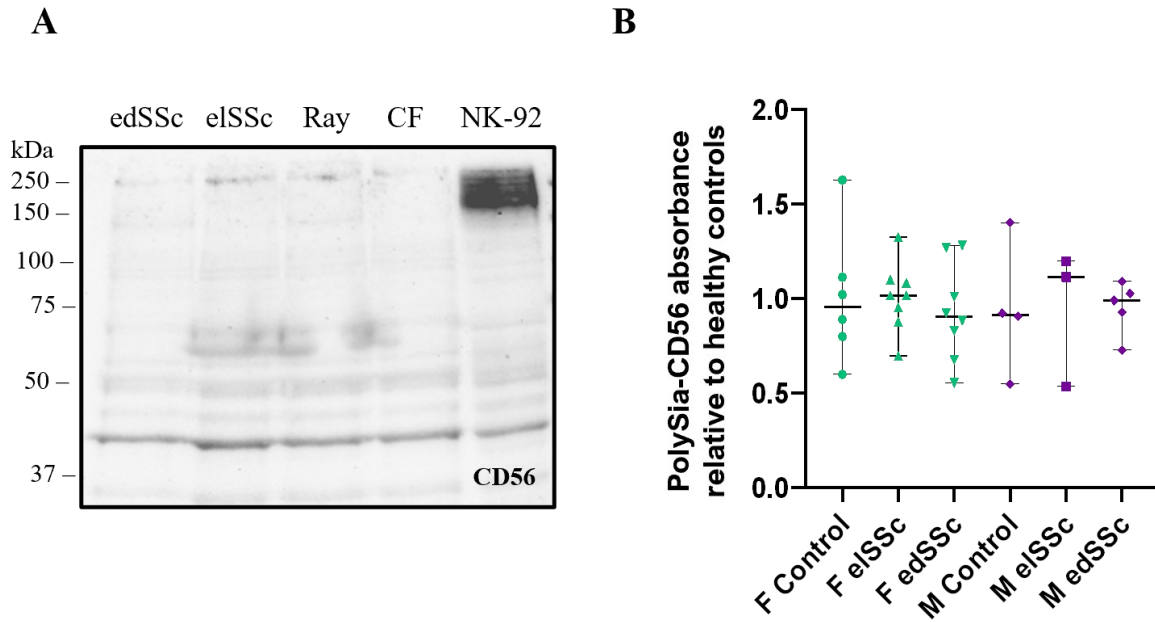 A
B
edSSc elSSc Ray CF NK-92
kDa
250 –
150 –
100 –
75 –
50 –
37 –
CD56
PolySia-CD56 absorbance
relative to healthy controls
2.0
1.5
1.0
0.5
0.0
F Control
F elSSc
F edSSc
M Control
M elSSc
M edSSc